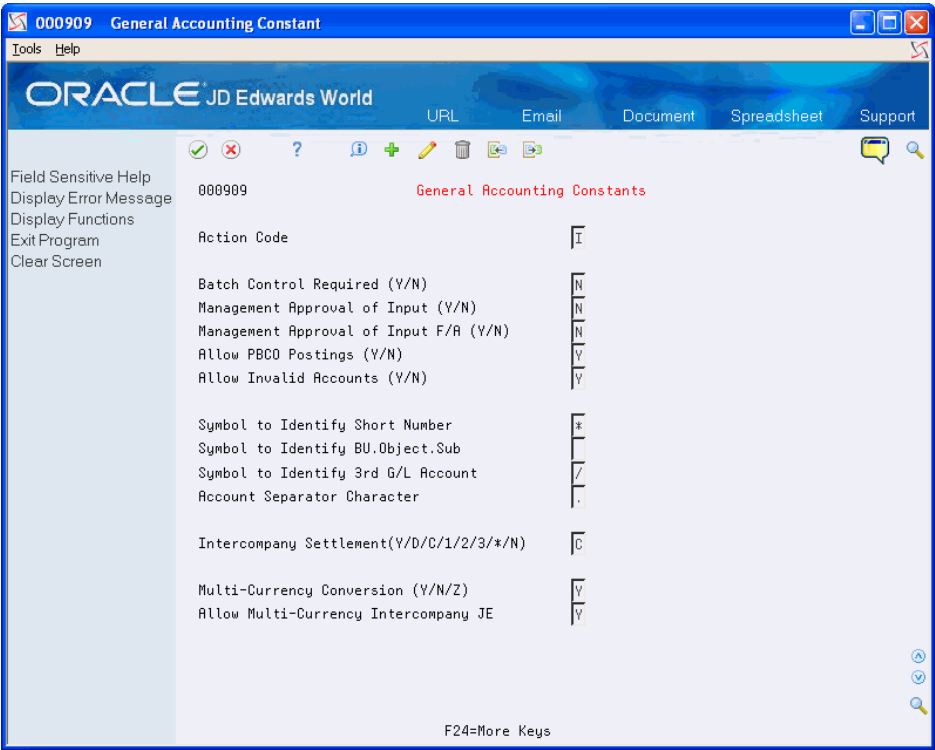 000909 General Accounting Constant
Tools Help
ORACLE JD Edwards World
URL Email Document Spreadsheet Support
Field Sensitive Help
Display Error Message
Display Functions
Exit Program
Clear Screen
000909 General Accounting Constants
Action Code I
Batch Control Required (Y/N) N
Management Approval of Input (Y/N) N
Management Approval of Input F/A (Y/N) N
Allow PBCO Postings (Y/N) Y
Allow Invalid Accounts (Y/N) Y
Symbol to Identify Short Number *
Symbol to Identify BU.Object.Sub
Symbol to Identify 3rd G/L Account /
Account Separator Character .
Intercompany Settlement(Y/D/C/1/2/3/*/N) C
Multi-Currency Conversion (Y/N/Z) Y
Allow Multi-Currency Intercompany JE Y
F24=More Keys